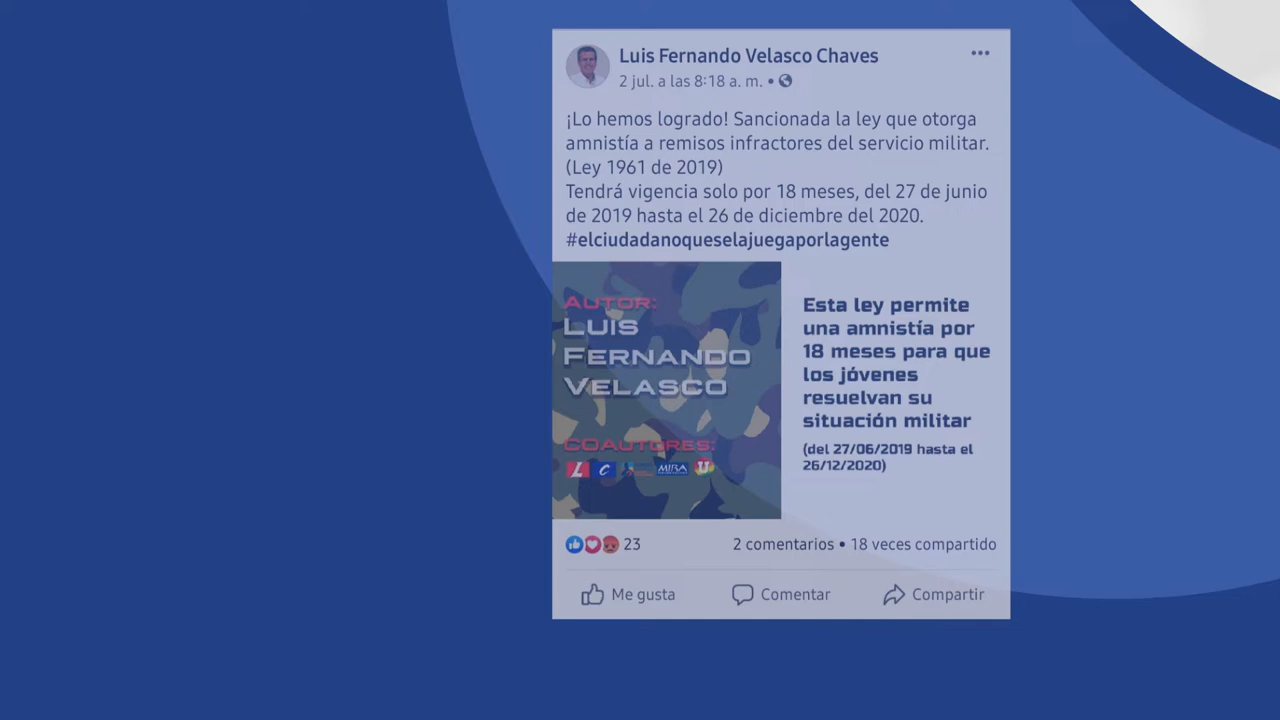 Luis Fernando Velasco Chaves
2 jul. a las 8:18 a. m. •
¡Lo hemos logrado! Sancionada la ley que otorga
amnistía a remisos infractores del servicio militar.
(Ley 1961 de 2019)
Tendrá vigencia solo por 18 meses, del 27 de junio
de 2019 hasta el 26 de diciembre del 2020.
#elciudadanoqueselajuegaporlagente
AUTOR:
LUIS
FERNANDO
VELASCO
COAUTORES:
L C MIRA U
Esta ley permite
una amnistía por
18 meses para que
los jóvenes
resuelvan su
situación militar
(del 27/06/2019 hasta el
26/12/2020)
23
2 comentarios • 18 veces compartido
Me gusta
Comentar
Compartir